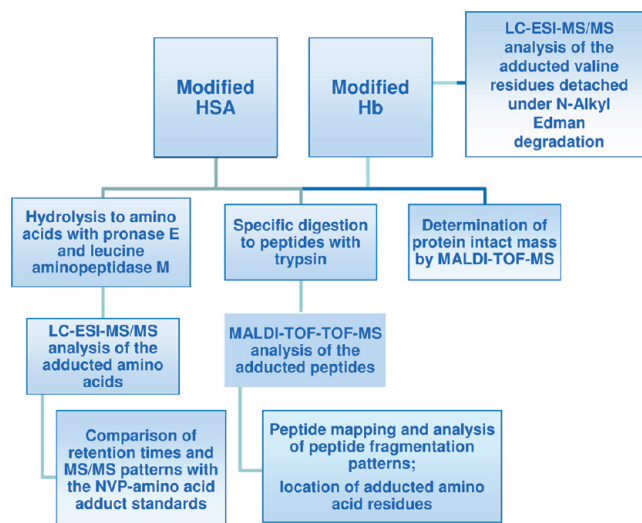 Modified
HSA
Modified
Hb
LC-ESI-MS/MS
analysis of the
adducted valine
residues detached
under N-Alkyl
Edman
degradation
Hydrolysis to amino
acids with pronase E
and leucine
aminopeptidase M
Specific digestion
to peptides with
trypsin
Determination of
protein intact mass
by MALDI-TOF-MS
LC-ESI-MS/MS
analysis of the
adducted amino
acids
MALDI-TOF-TOF-MS
analysis of the
adducted peptides
Comparison of
retention times and
MS/MS patterns with
the NVP-amino acid
adduct standards
Peptide mapping and analysis
of peptide fragmentation
patterns;
location of adducted amino
acid residues